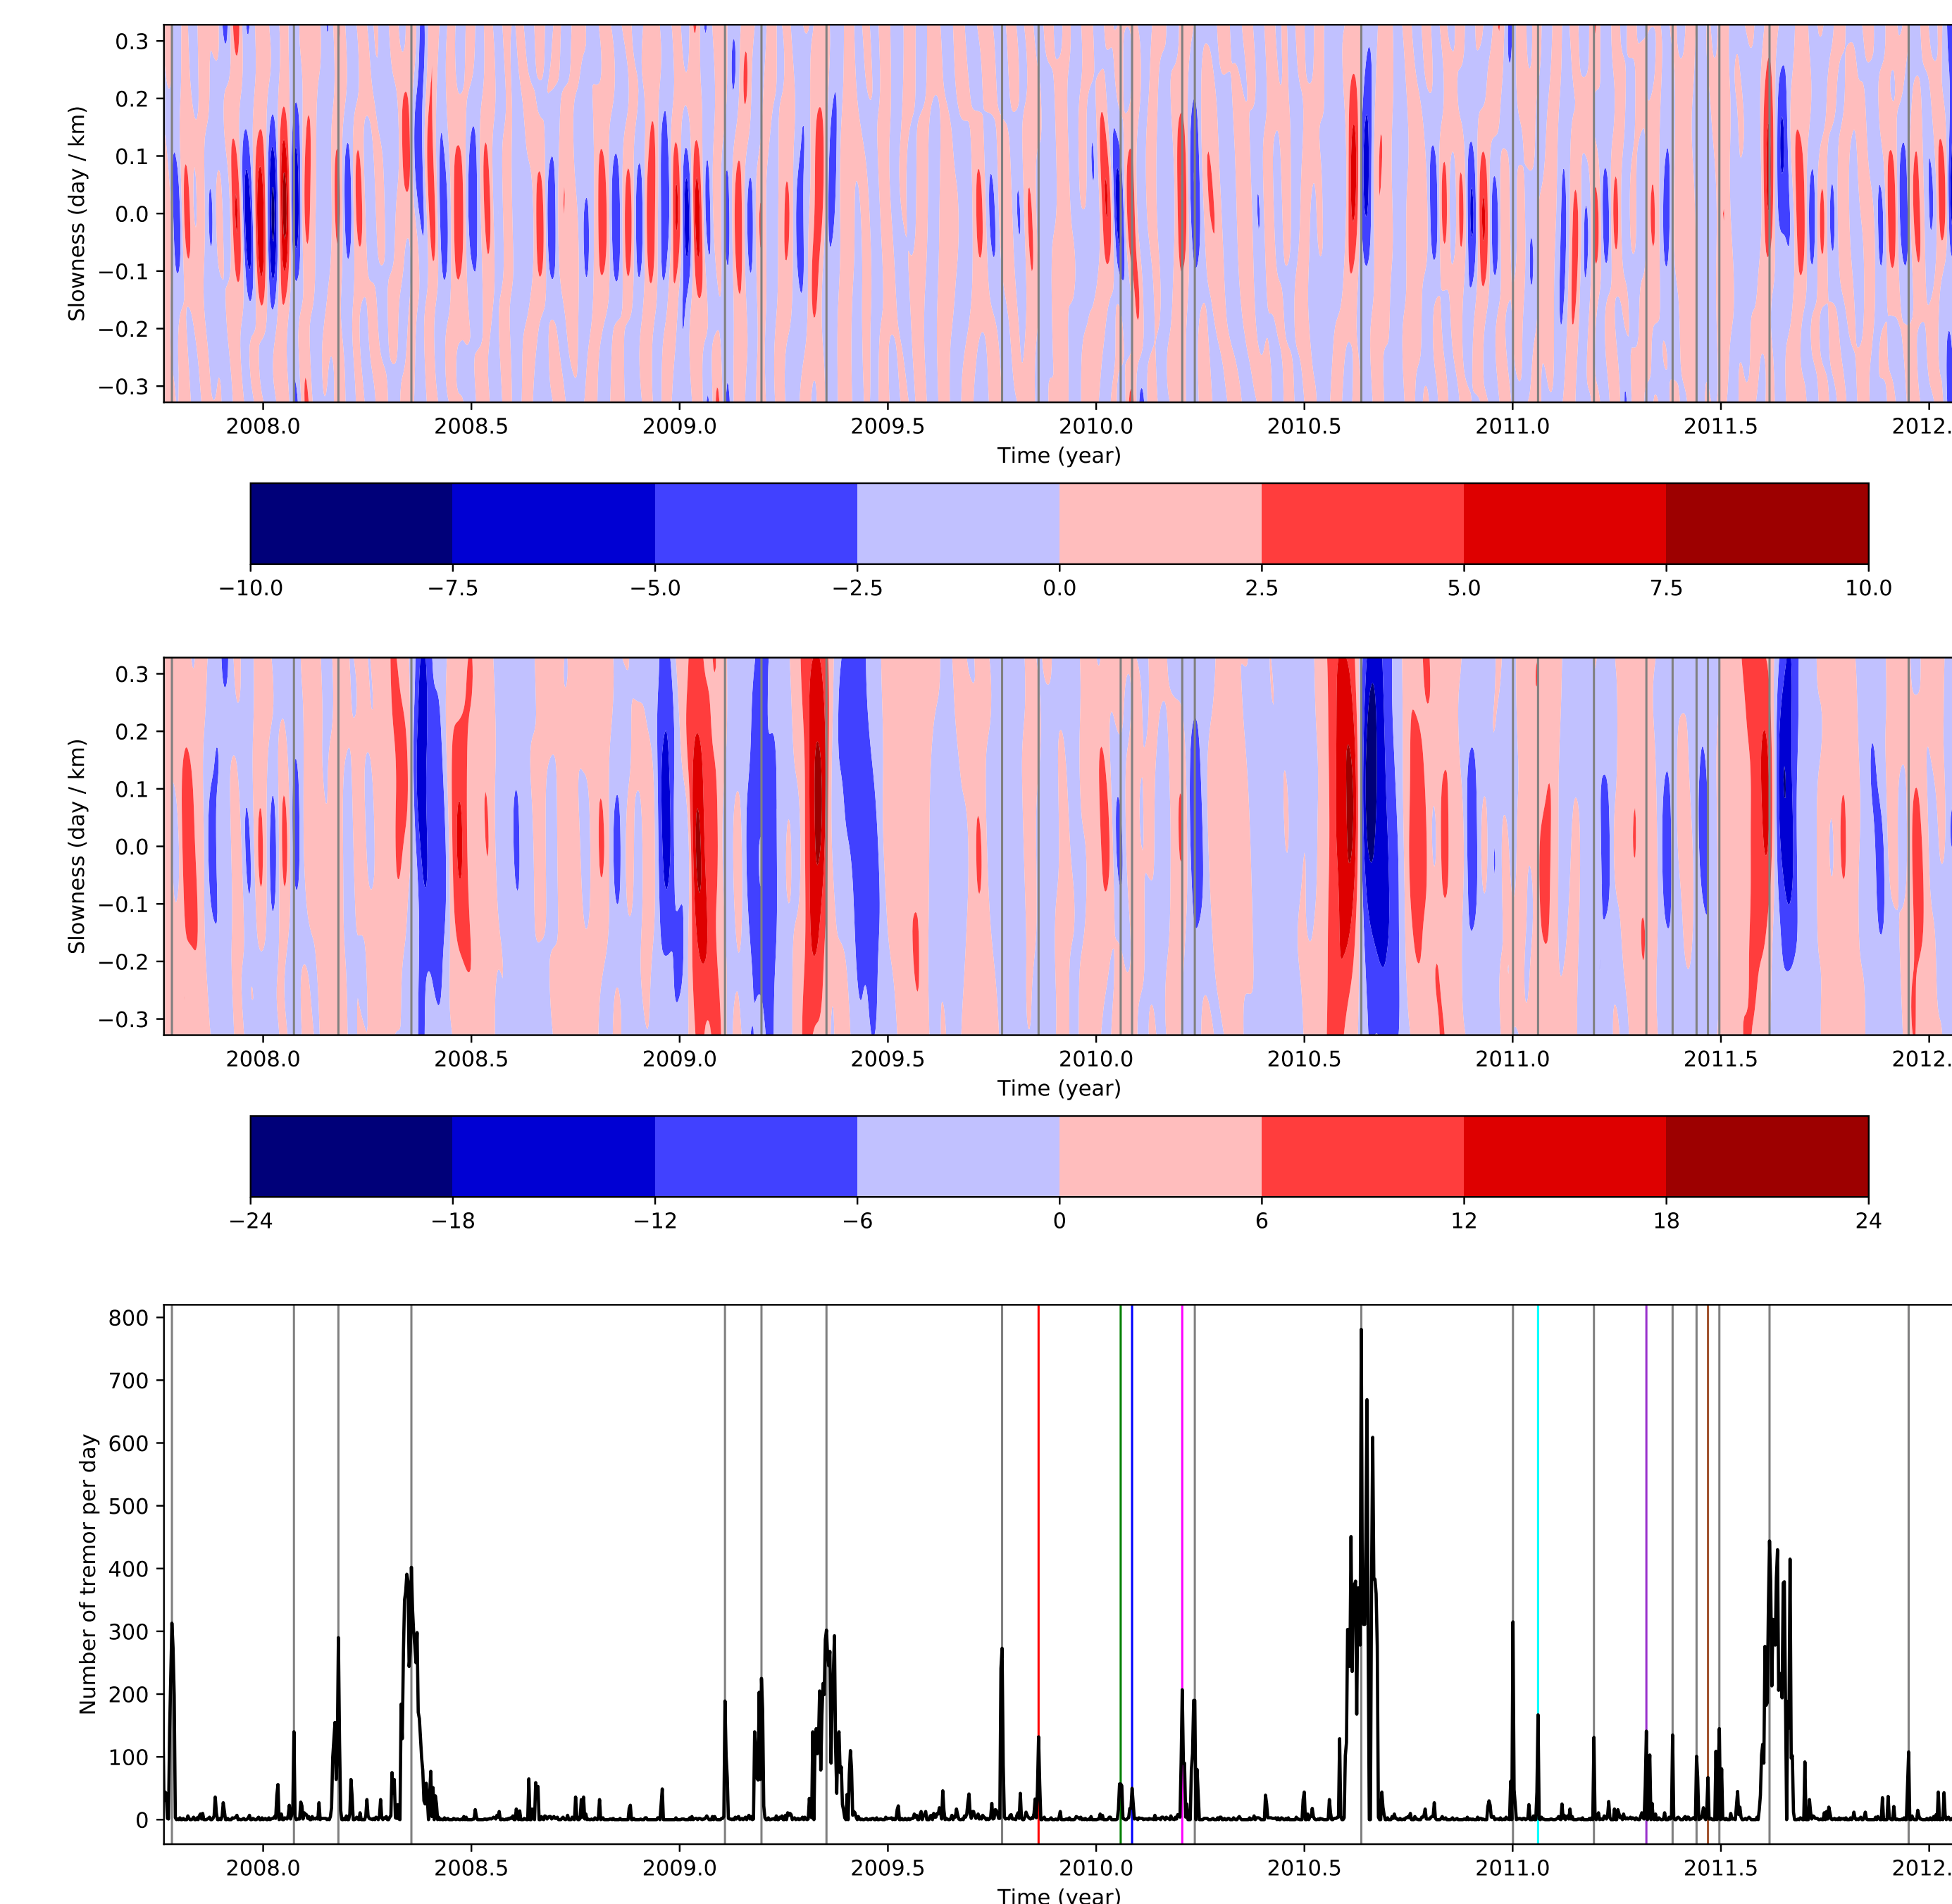 0.3
0.2
0.1
0.0
−0.1
−0.2
−0.3
Slowness (day / km)
2008.0 2008.5 2009.0 2009.5 2010.0 2010.5 2011.0 2011.5 2012.
Time (year)
−10.0 −7.5 −5.0 −2.5 0.0 2.5 5.0 7.5 10.0
0.3
0.2
0.1
0.0
−0.1
−0.2
−0.3
Slowness (day / km)
2008.0 2008.5 2009.0 2009.5 2010.0 2010.5 2011.0 2011.5 2012.
Time (year)
−24 −18 −12 −6 0 6 12 18 24
800
700
600
500
400
300
200
100
0
Number of tremor per day
2008.0 2008.5 2009.0 2009.5 2010.0 2010.5 2011.0 2011.5 2012.
Time (year)